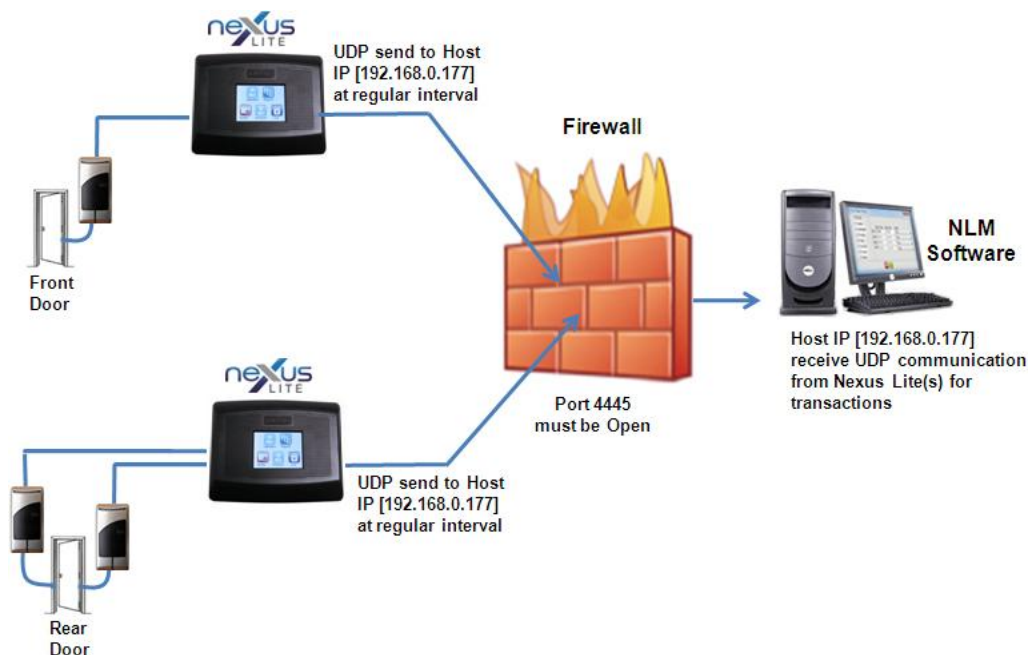 nexus
LITE
UDP send to Host
IP [192.168.0.177]
at regular interval
Firewall
Front
Door
NLM
Software
Host IP [192.168.0.177]
receive UDP communication
from Nexus Lite(s) for
transactions
Port 4445
must be Open
nexus
LITE
UDP send to Host
IP [192.168.0.177]
at regular interval
Rear
Door